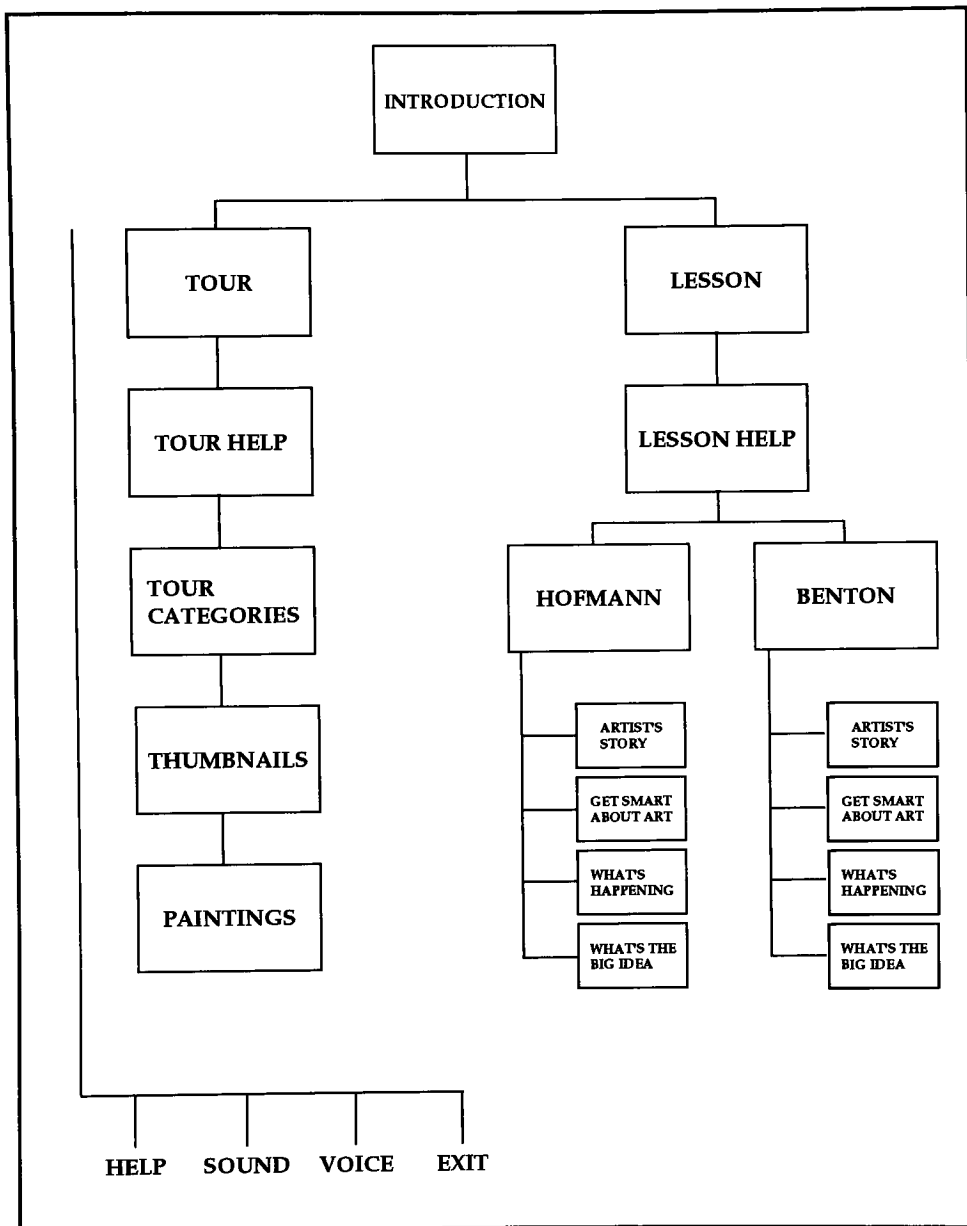 INTRODUCTION
TOUR
LESSON
TOUR HELP
LESSON HELP
TOUR
CATEGORIES
HOFMANN
BENTON
THUMBNAILS
PAINTINGS
ARTIST'S
STORY
GET SMART
ABOUT ART
WHAT'S
HAPPENING
WHAT'S THE
BIG IDEA
ARTIST'S
STORY
GET SMART
ABOUT ART
WHAT'S
HAPPENING
WHAT'S THE
BIG IDEA
HELP
SOUND
VOICE
EXIT